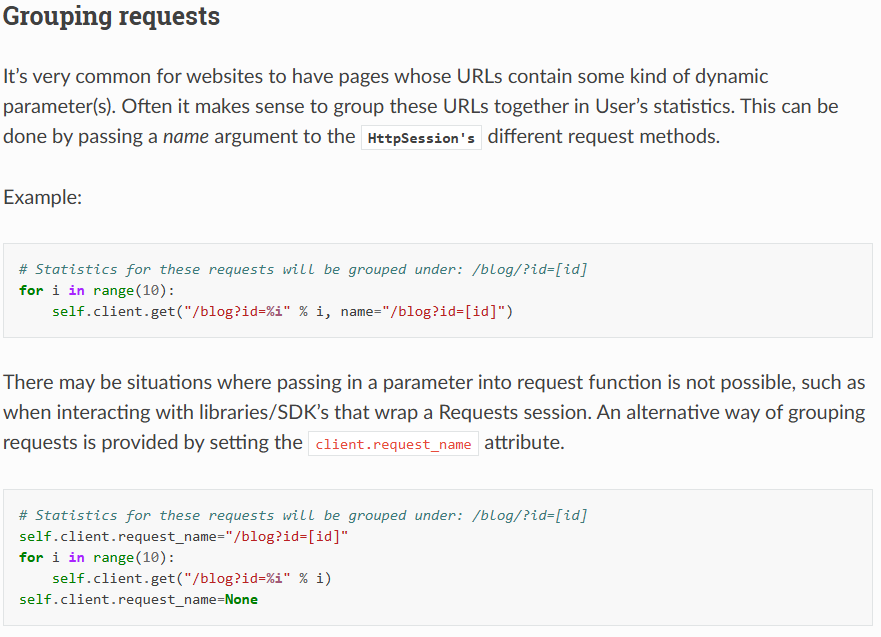 Grouping requests
It’s very common for websites to have pages whose URLs contain some kind of dynamic
parameter(s). Often it makes sense to group these URLs together in User’s statistics. This can be
done by passing a name argument to the HttpSession's different request methods.
Example:
# Statistics for these requests will be grouped under: /blog/?id=[id]
for i in range(10):
    self.client.get("/blog?id=%i" % i, name="/blog?id=[id]")
There may be situations where passing in a parameter into request function is not possible, such as
when interacting with libraries/SDK’s that wrap a Requests session. An alternative way of grouping
requests is provided by setting the client.request_name attribute.
# Statistics for these requests will be grouped under: /blog/?id=[id]
self.client.request_name="/blog?id=[id]"
for i in range(10):
    self.client.get("/blog?id=%i" % i)
self.client.request_name=None